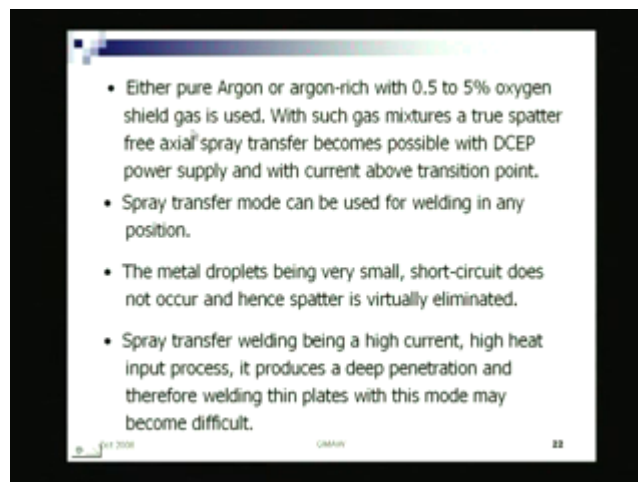 • Either pure Argon or argon-rich with 0.5 to 5% oxygen
shield gas is used. With such gas mixtures a true spatter
free axial spray transfer becomes possible with DCEP
power supply and with current above transition point.
• Spray transfer mode can be used for welding in any
position.
• The metal droplets being very small, short-circuit does
not occur and hence spatter is virtually eliminated.
• Spray transfer welding being a high current, high heat
input process, it produces a deep penetration and
therefore welding thin plates with this mode may
become difficult.
2008 GMAW 22